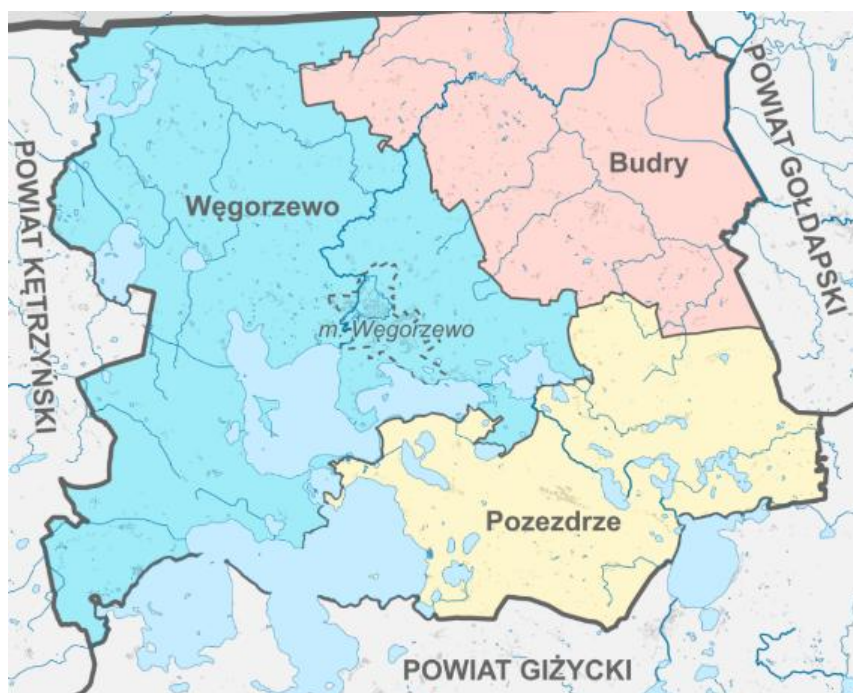 Budry
POWIAT GOŁDAPSKI
Węgorzewo
POWIAT KĘTRZYŃSKI
m. Węgorzewo
Pozezdrze
POWIAT GIŻYCKI